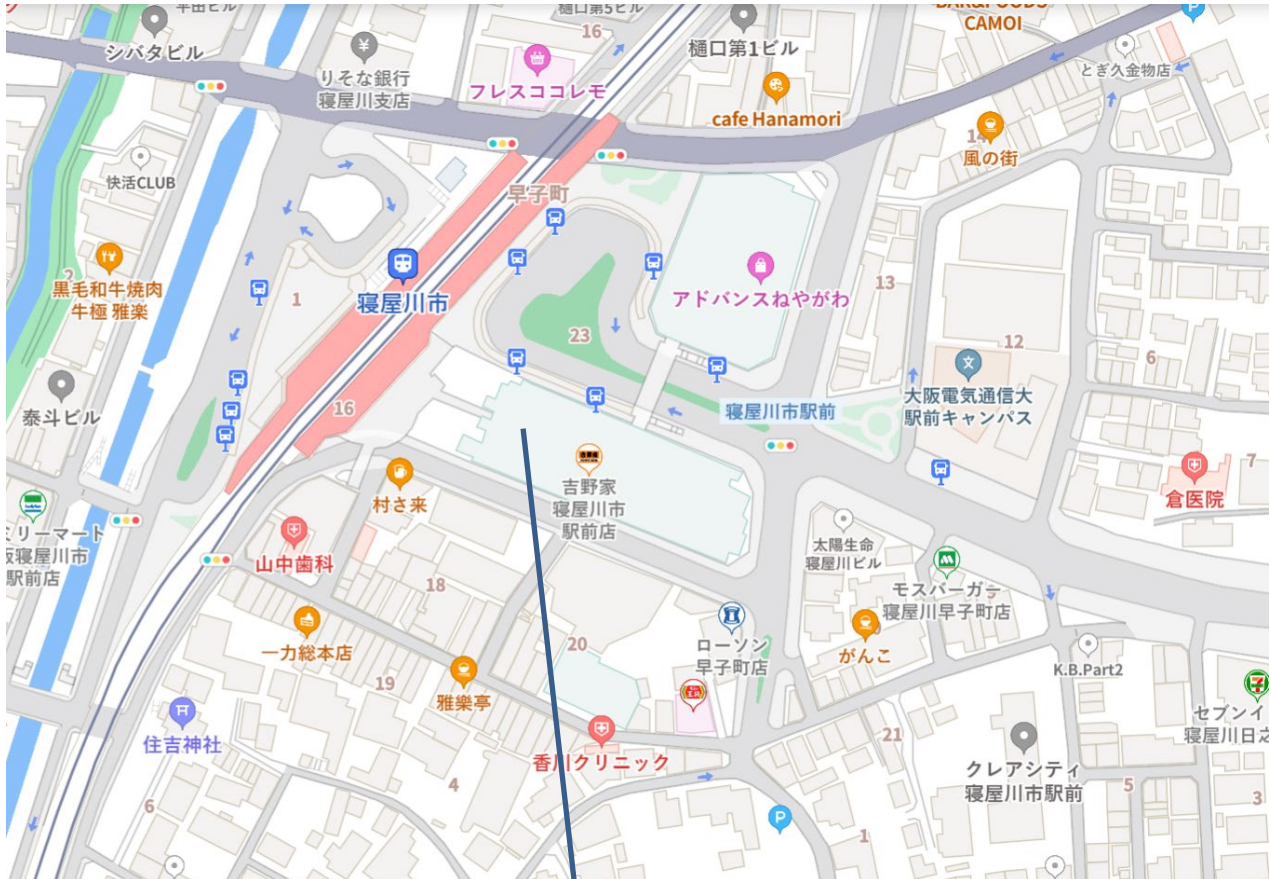 シバタビル
樋口第5ビル
16
BAR&FOODS
CAMOI
りそな銀行
寝屋川支店
フレスココレモ
樋口第1ビル
とぎ久金物店
cafe Hanamori
14
風の街
快活CLUB
早子町
2
黒毛和牛焼肉
牛極 雅楽
1
寝屋川市
アドバンスねやがわ
13
23
12
6
大阪電気通信大
駅前キャンパス
泰斗ビル
16
寝屋川市駅前
7
倉医院
吉野家
寝屋川市
駅前店
村さ来
ミリーマート
寝屋川市
駅前店
山中歯科
太陽生命
寝屋川ビル
モスバーガー
寝屋川早子町店
18
ローソン
早子町店
がんこ
一力総本店
20
K.B.Part2
雅樂亭
19
住吉神社
セブンイ
寝屋川日之
香川クリニック
21
クレアシティ
寝屋川市駅前
4
5
3
6
1
P
P